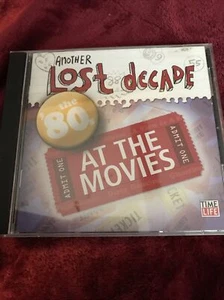 ANOTHER
Lost decade
the
80s
ADMIT ONE
AT THE
MOVIES
ADMIT ONE
TIME
LIFE